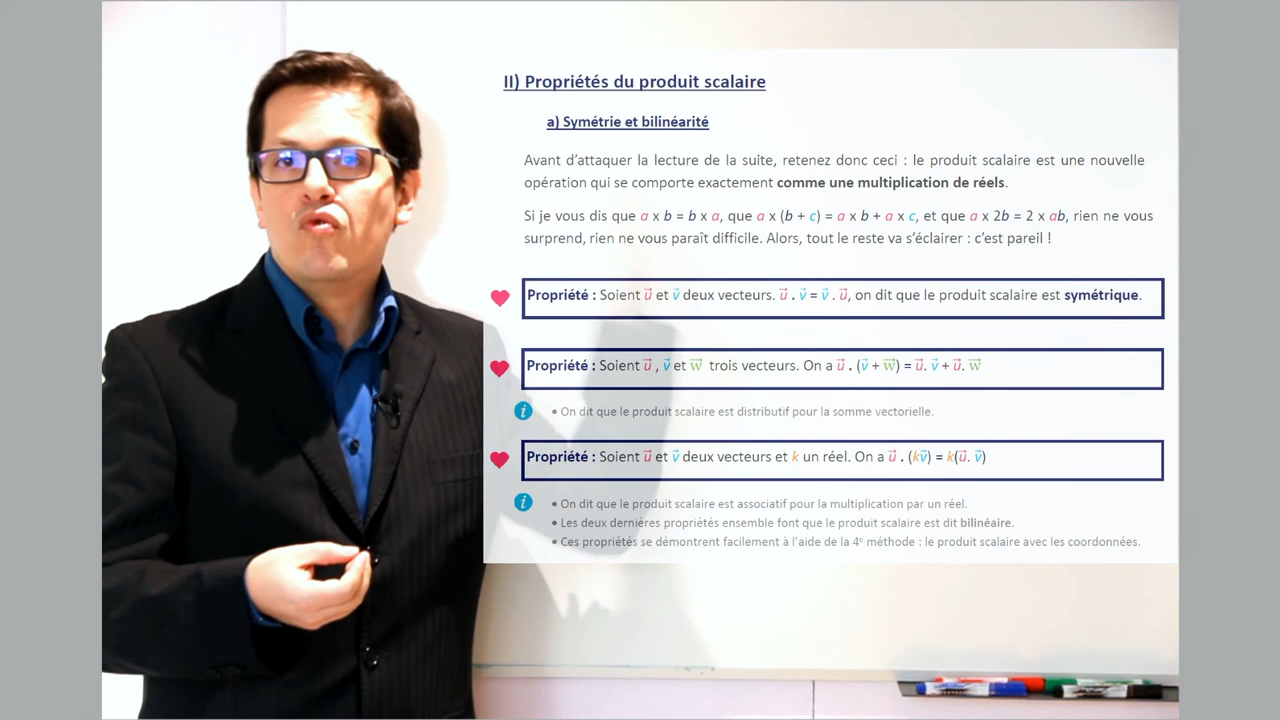 II) Propriétés du produit scalaire
a) Symétrie et bilinéarité
Avant d’attaquer la lecture de la suite, retenez donc ceci : le produit scalaire est une nouvelle
opération qui se comporte exactement comme une multiplication de réels.
Si je vous dis que a x b = b x a, que a x (b + c) = a x b + a x c, et que a x 2b = 2 x ab, rien ne vous
surprend, rien ne vous paraît difficile. Alors, tout le reste va s’éclairer : c’est pareil !
Propriété : Soient u⃗ et v⃗ deux vecteurs. u⃗ . v⃗ = v⃗ . u⃗, on dit que le produit scalaire est symétrique.
Propriété : Soient u⃗ , v⃗ et w⃗ trois vecteurs. On a u⃗ . (v⃗ + w⃗) = u⃗. v⃗ + u⃗. w⃗
i • On dit que le produit scalaire est distributif pour la somme vectorielle.
Propriété : Soient u⃗ et v⃗ deux vecteurs et k un réel. On a u⃗ . (kv⃗) = k(u⃗. v⃗)
i • On dit que le produit scalaire est associatif pour la multiplication par un réel.
• Les deux dernières propriétés ensemble font que le produit scalaire est dit bilinéaire.
• Ces propriétés se démontrent facilement à l’aide de la 4e méthode : le produit scalaire avec les coordonnées.